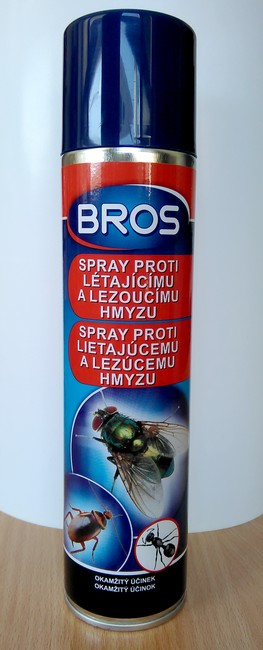 BROS
SPRAY PROTI
LÉTAJÍCÍMU
A LEZOUCÍMU
HMYZU
SPRAY PROTI
LIETAJÚCEMU
A LEZÚCEMU
HMYZU
OKAMŽITÝ ÚČINEK
OKAMŽITÝ ÚČINOK